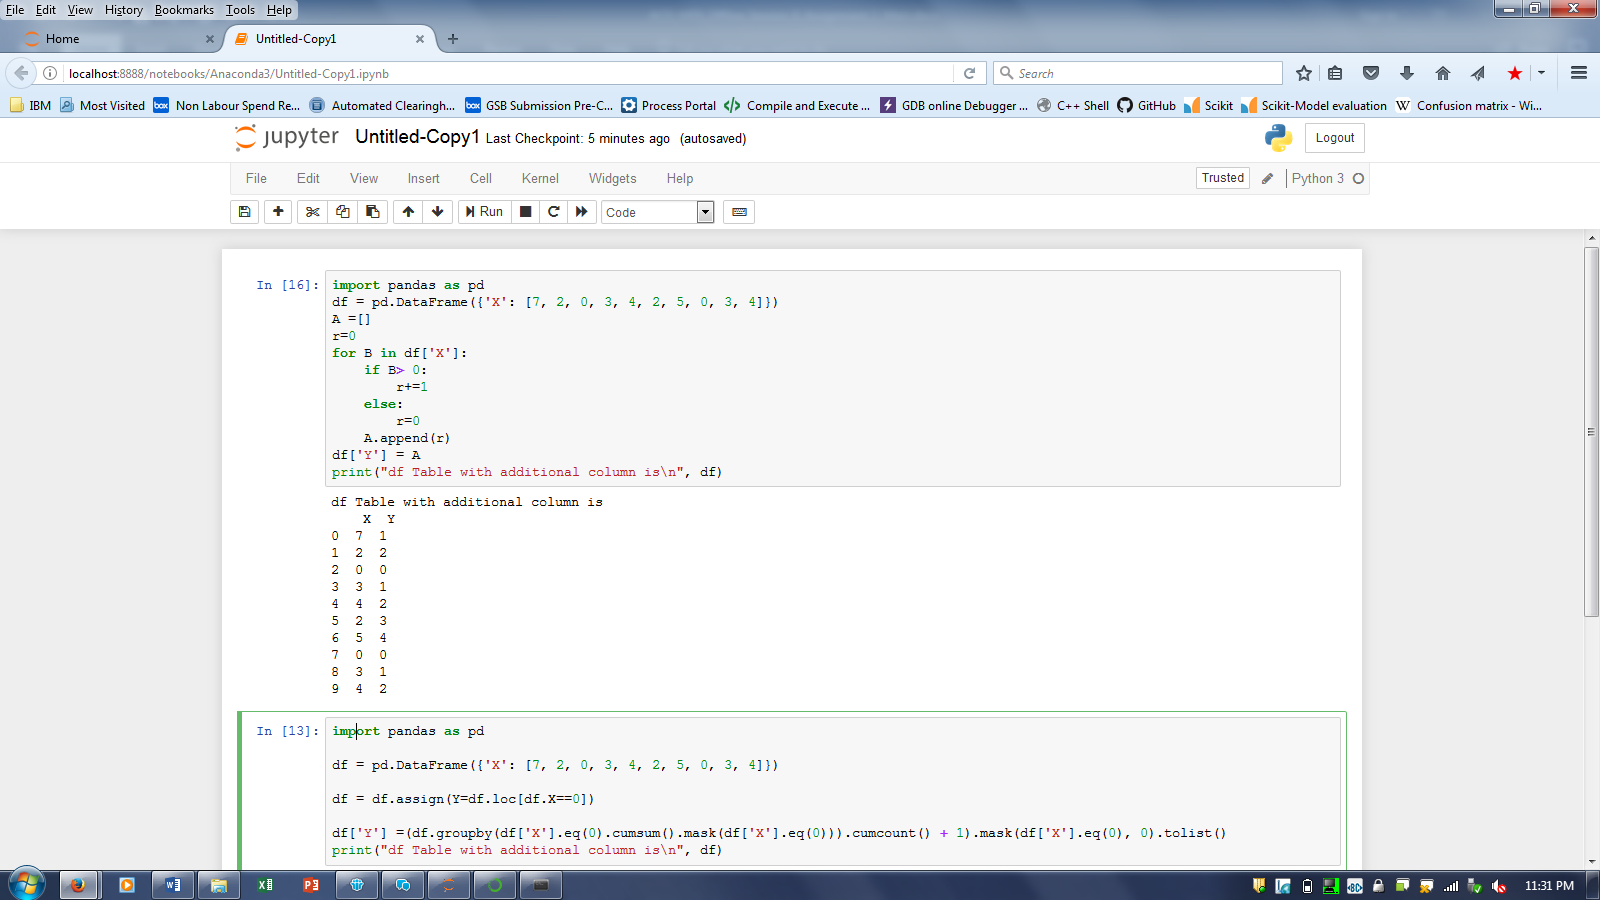 File Edit View History Bookmarks Tools Help
Home
Untitled-Copy1
localhost:8888/notebooks/Anaconda3/Untitled-Copy1.ipynb
Search
IBM Most Visited Non Labour Spend Re... Automated Clearingh... GSB Submission Pre-C... Process Portal Compile and Execute ... GDB online Debugger ... C++ Shell GitHub Scikit Scikit-Model evaluation Confusion matrix - Wi...
jupyter Untitled-Copy1 Last Checkpoint: 5 minutes ago (autosaved) Logout
File Edit View Insert Cell Kernel Widgets Help Trusted Python 3
Run Code
In [16]: import pandas as pd
df = pd.DataFrame({'X': [7, 2, 0, 3, 4, 2, 5, 0, 3, 4]})
A =[]
r=0
for B in df['X']:
    if B> 0:
        r+=1
    else:
        r=0
    A.append(r)
df['Y'] = A
print("df Table with additional column is\n", df)
df Table with additional column is
    X  Y
0  7  1
1  2  2
2  0  0
3  3  1
4  4  2
5  2  3
6  5  4
7  0  0
8  3  1
9  4  2
In [13]: import pandas as pd
df = pd.DataFrame({'X': [7, 2, 0, 3, 4, 2, 5, 0, 3, 4]})
df = df.assign(Y=df.loc[df.X==0])
df['Y'] =(df.groupby(df['X'].eq(0).cumsum().mask(df['X'].eq(0))).cumcount() + 1).mask(df['X'].eq(0), 0).tolist()
print("df Table with additional column is\n", df)
11:31 PM